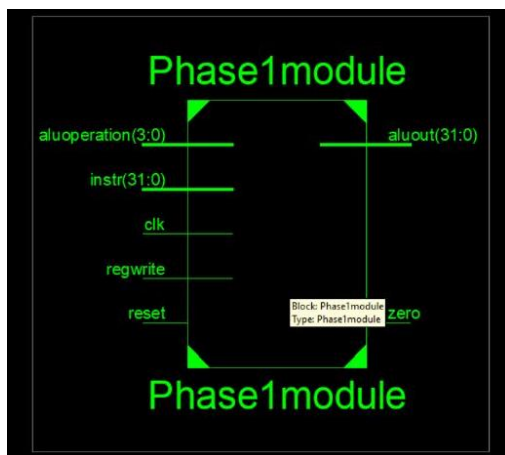 Phase1module
aluoperation(3:0)
aluout(31:0)
instr(31:0)
clk
regwrite
reset
Block: Phase1module
Type: Phase1module
zero
Phase1module